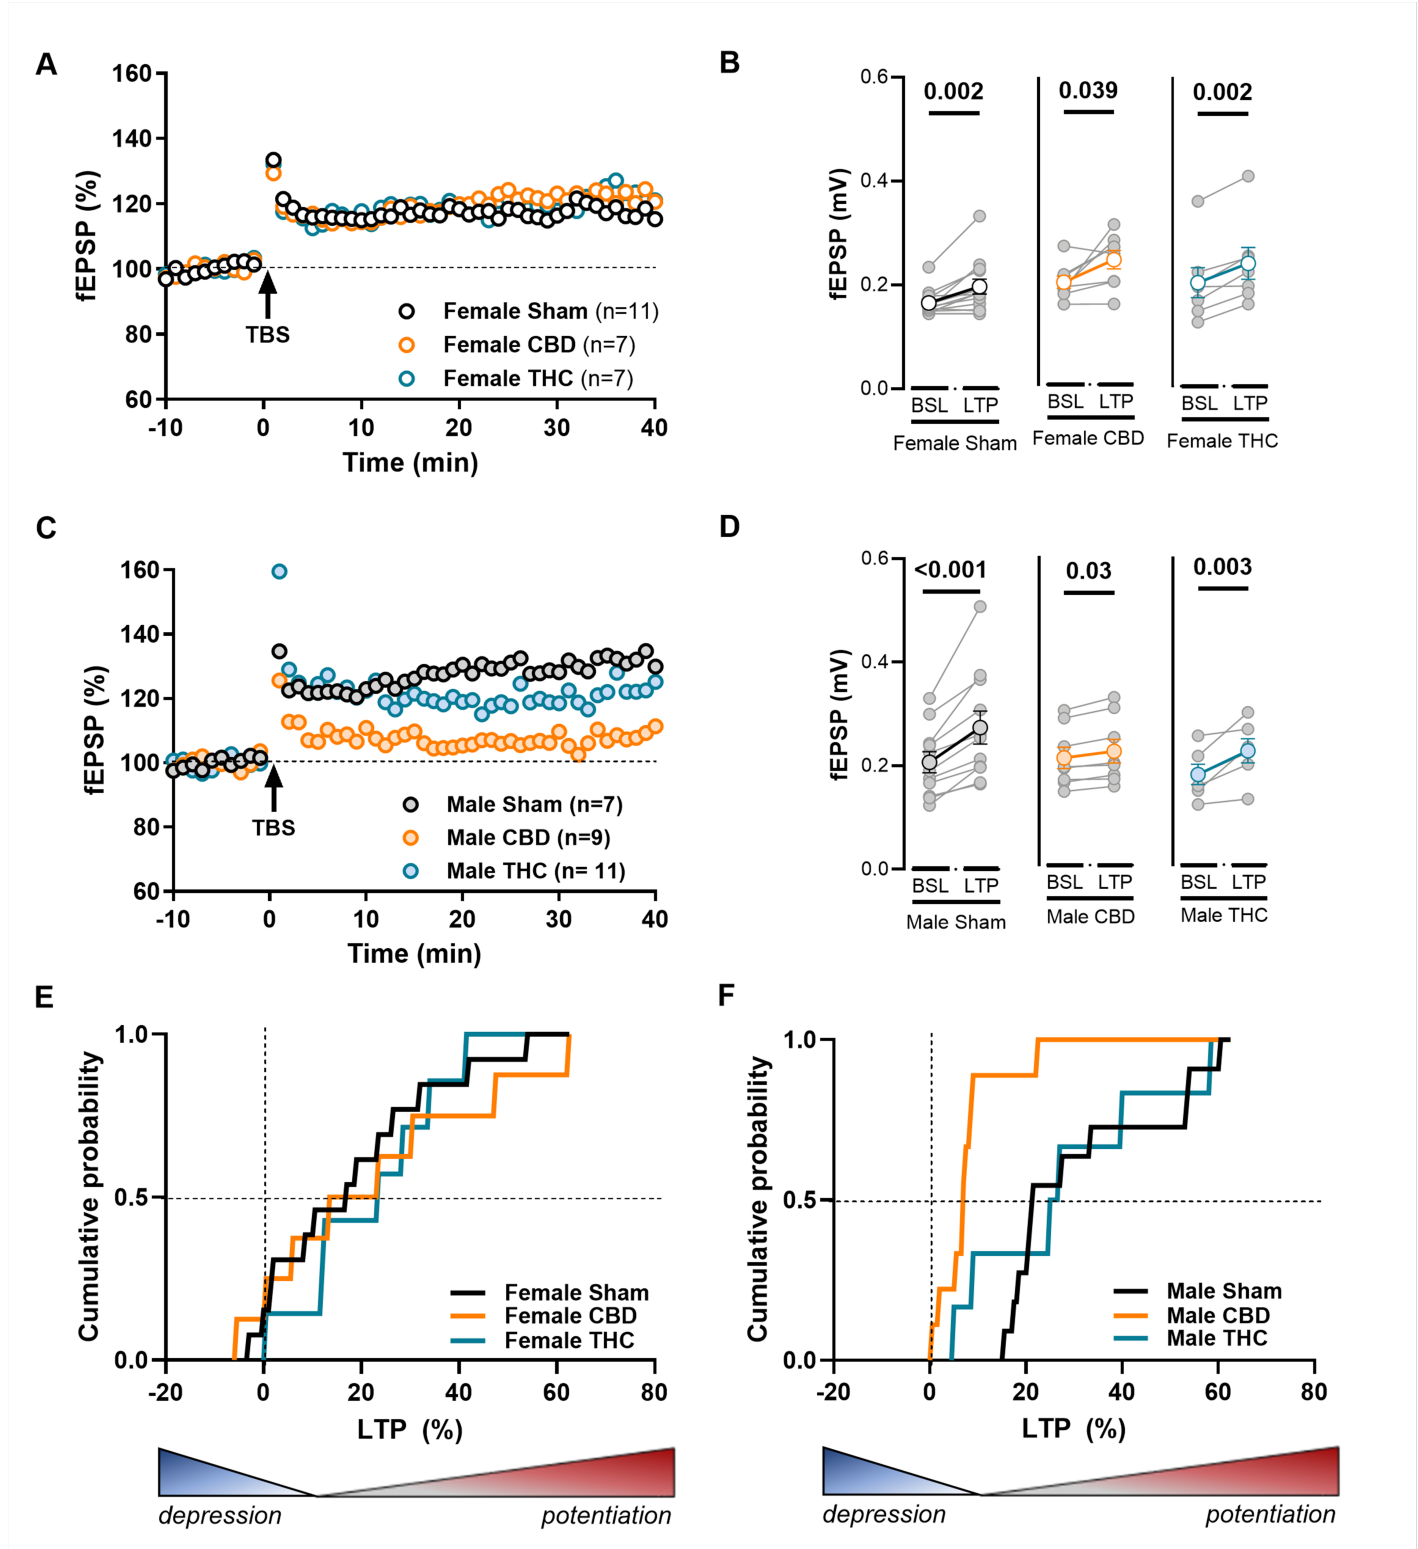 A
160
140
120
100
80
60
fEPSP (%)
TBS
Female Sham (n=11)
Female CBD (n=7)
Female THC (n=7)
-10 0 10 20 30 40
Time (min)
B
0.6
0.4
0.2
0.0
fEPSP (mV)
0.002 0.039 0.002
BSL LTP BSL LTP BSL LTP
Female Sham Female CBD Female THC
C
160
140
120
100
80
60
fEPSP (%)
TBS
Male Sham (n=7)
Male CBD (n=9)
Male THC (n= 11)
-10 0 10 20 30 40
Time (min)
D
0.6
0.4
0.2
0.0
fEPSP (mV)
<0.001 0.03 0.003
BSL LTP BSL LTP BSL LTP
Male Sham Male CBD Male THC
E
1.0
0.5
0.0
Cumulative probability
Female Sham
Female CBD
Female THC
-20 0 20 40 60 80
LTP (%)
depression potentiation
F
1.0
0.5
0.0
Cumulative probability
Male Sham
Male CBD
Male THC
-20 0 20 40 60 80
LTP (%)
depression potentiation